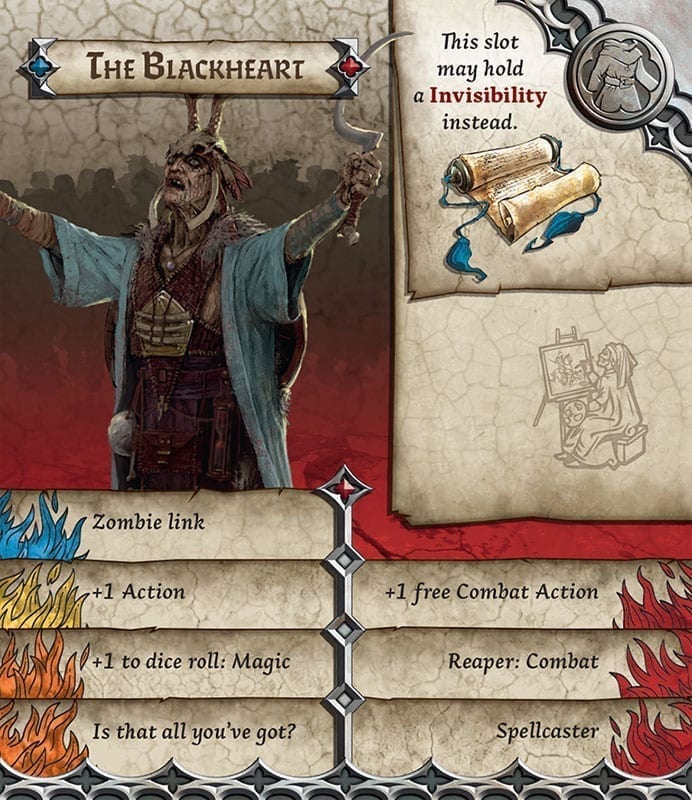 The Blackheart
This slot
may hold
a Invisibility
instead.
Zombie link
+1 Action
+1 free Combat Action
+1 to dice roll: Magic
Reaper: Combat
Is that all you've got?
Spellcaster